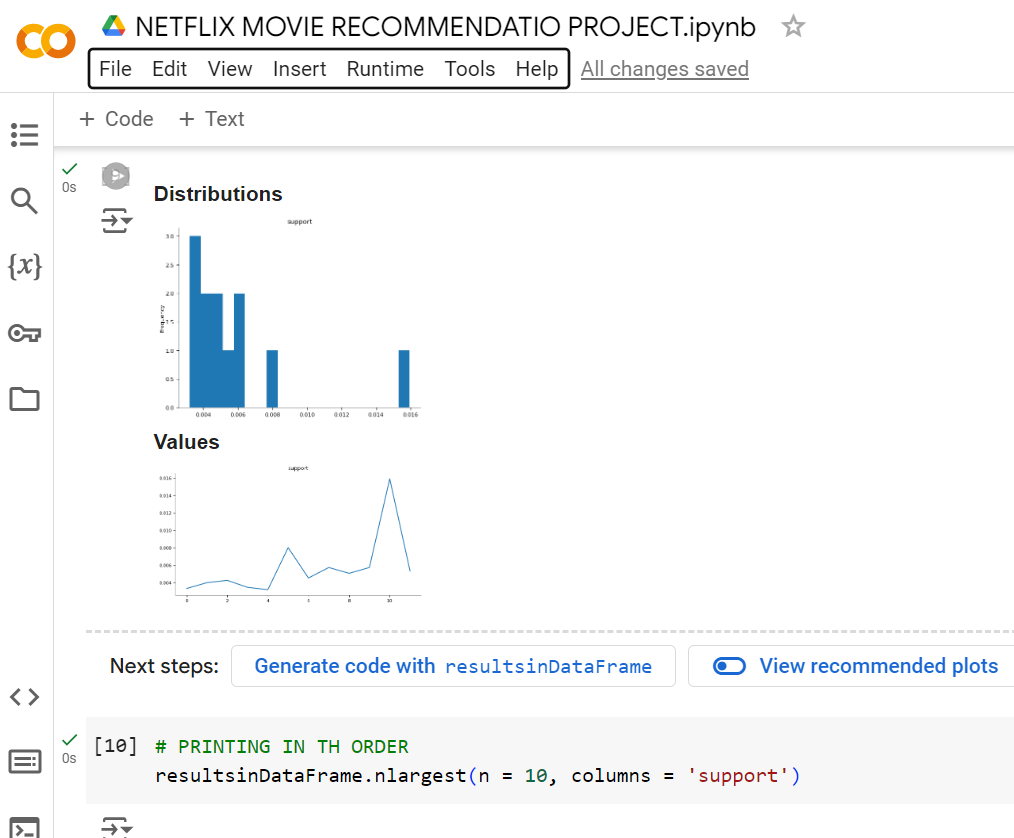 NETFLIX MOVIE RECOMMENDATIO PROJECT.ipynb
File Edit View Insert Runtime Tools Help All changes saved
+ Code + Text
0s
Distributions
support
3.0
2.5
2.0
Frequency
1.5
1.0
0.5
0.0
0.004 0.006 0.008 0.010 0.012 0.014 0.016
Values
support
0.016
0.014
0.012
0.010
0.008
0.006
0.004
0 2 4 6 8 10
Next steps: Generate code with resultsinDataFrame View recommended plots
[10] # PRINTING IN TH ORDER
0s resultsinDataFrame.nlargest(n = 10, columns = 'support')